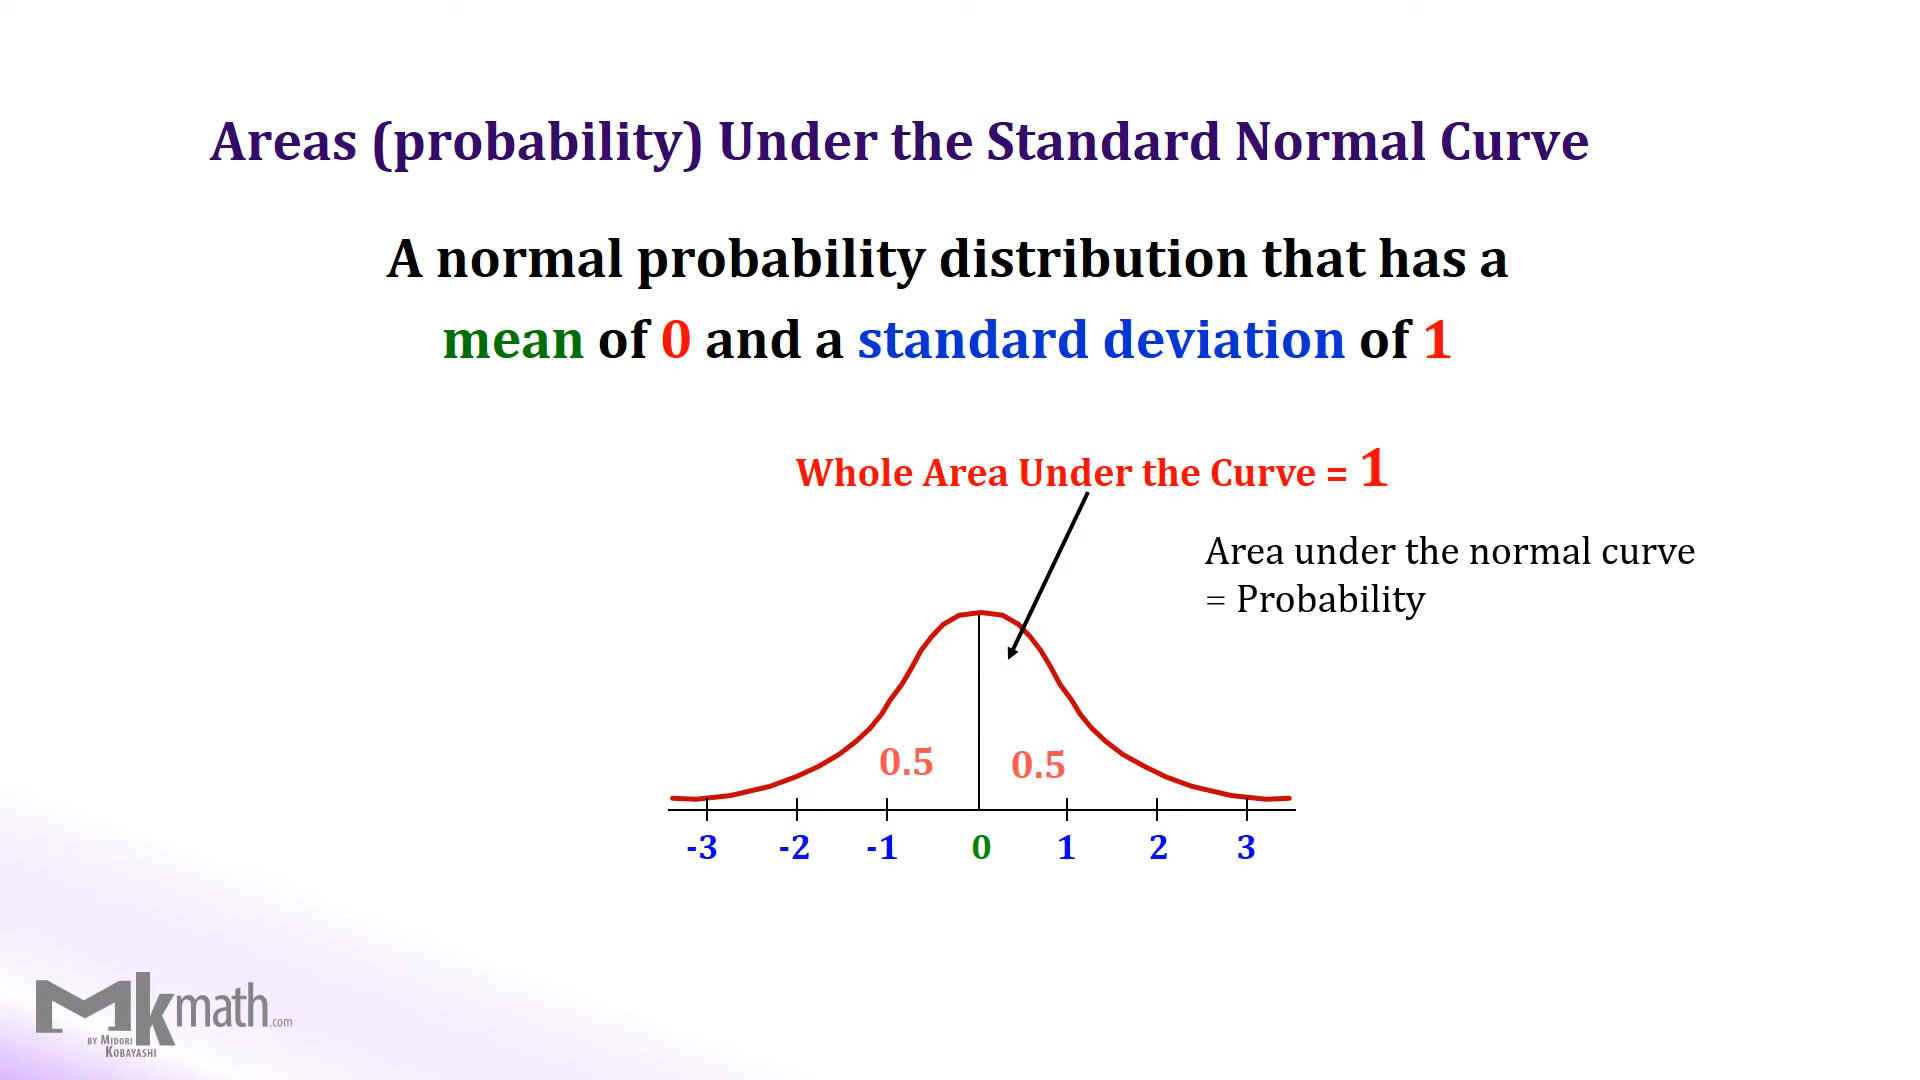 Areas (probability) Under the Standard Normal Curve
A normal probability distribution that has a
mean of 0 and a standard deviation of 1
Whole Area Under the Curve = 1
Area under the normal curve
= Probability
0.5 0.5
-3 -2 -1 0 1 2 3
Mkmath.com
BY MIDORI
KOBAYASHI